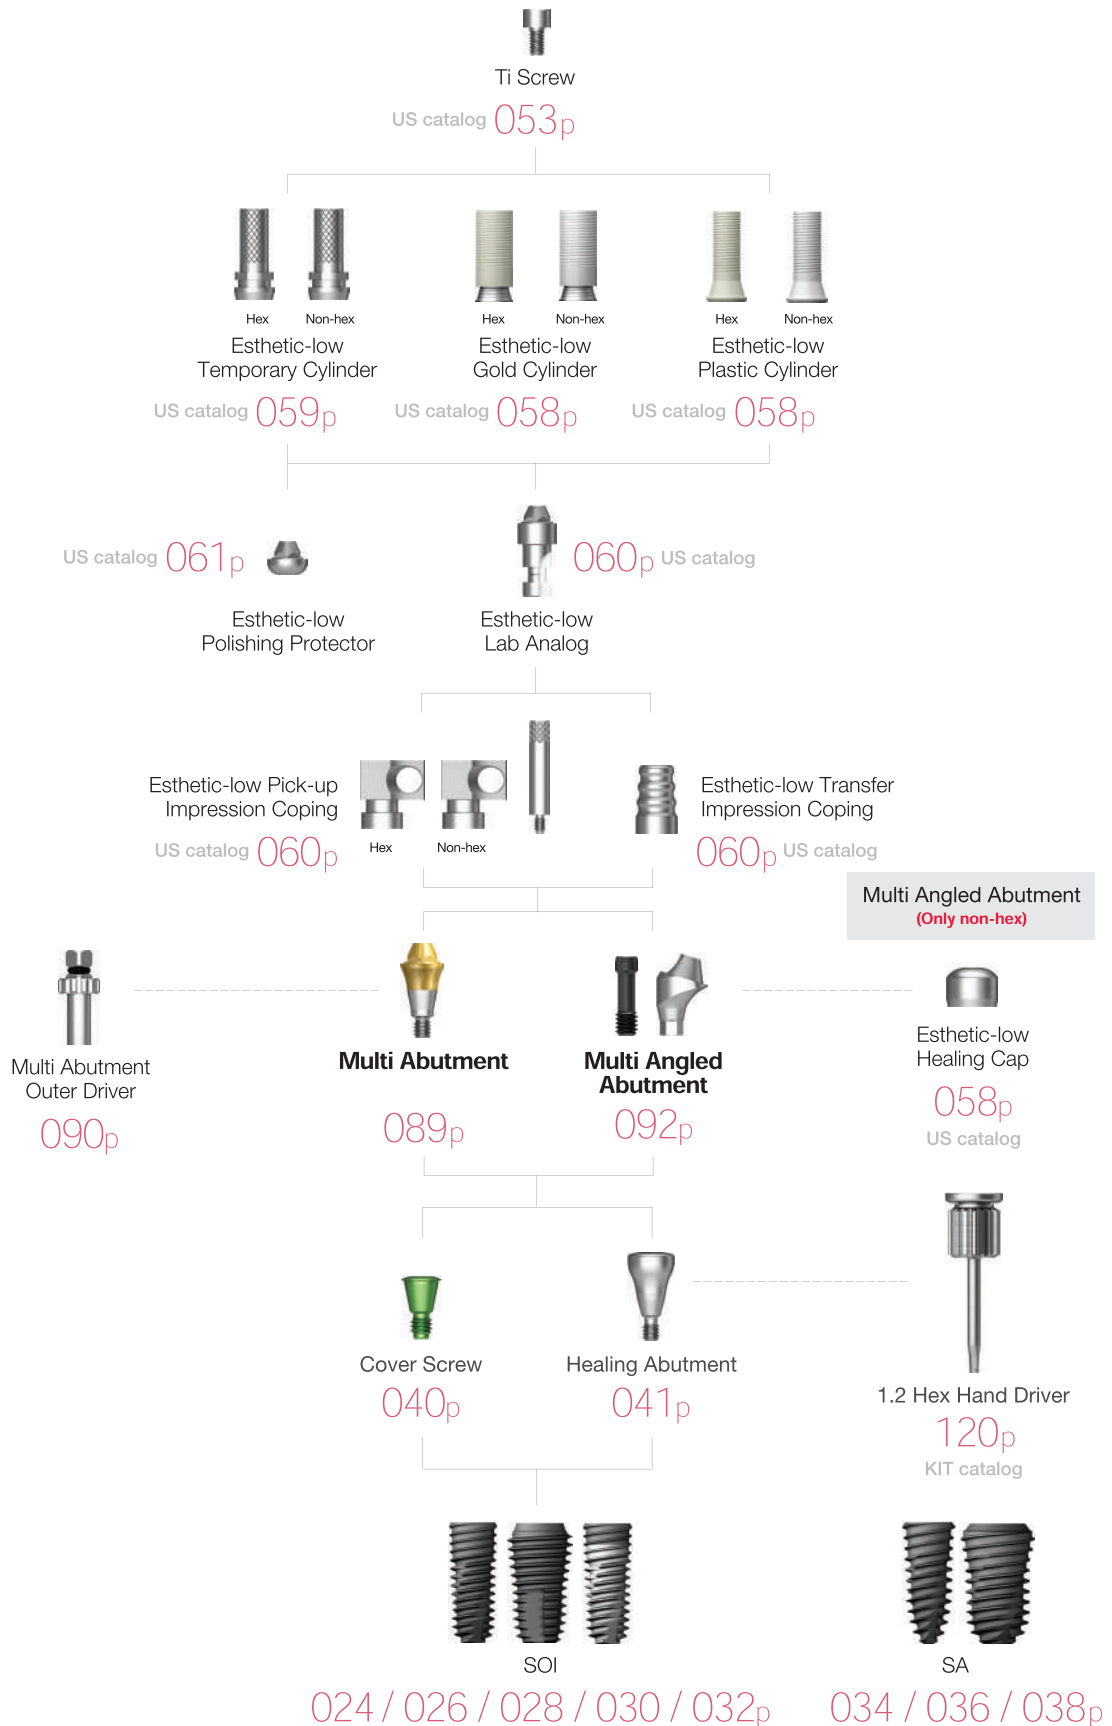 Ti Screw
US catalog 053p
Hex Non-hex
Esthetic-low
Temporary Cylinder
US catalog 059p
Hex Non-hex
Esthetic-low
Gold Cylinder
US catalog 058p
Hex Non-hex
Esthetic-low
Plastic Cylinder
US catalog 058p
US catalog 061p
Esthetic-low
Polishing Protector
060p US catalog
Esthetic-low
Lab Analog
Esthetic-low Pick-up
Impression Coping
US catalog 060p
Hex Non-hex
Esthetic-low Transfer
Impression Coping
060p US catalog
Multi Angled Abutment
(Only non-hex)
Multi Abutment
Outer Driver
090p
Multi Abutment
089p
Multi Angled
Abutment
092p
Esthetic-low
Healing Cap
058p
US catalog
Cover Screw
040p
Healing Abutment
041p
1.2 Hex Hand Driver
120p
KIT catalog
SOI
024 / 026 / 028 / 030 / 032p
SA
034 / 036 / 038p